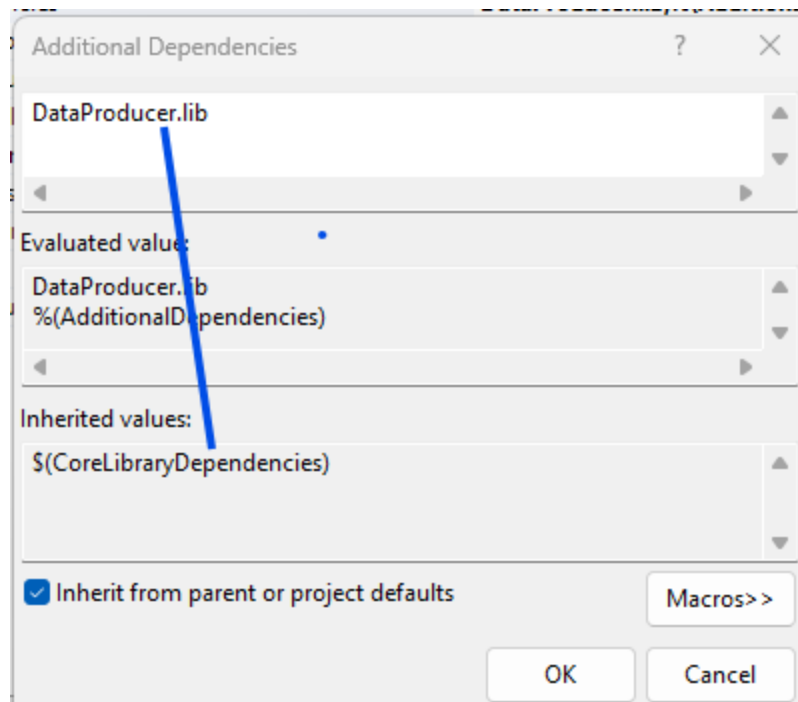 Additional Dependencies ? ×
DataProducer.lib
Evaluated value:
DataProducer.lib
%(AdditionalDependencies)
Inherited values:
$(CoreLibraryDependencies)
Inherit from parent or project defaults
Macros>>
OK Cancel